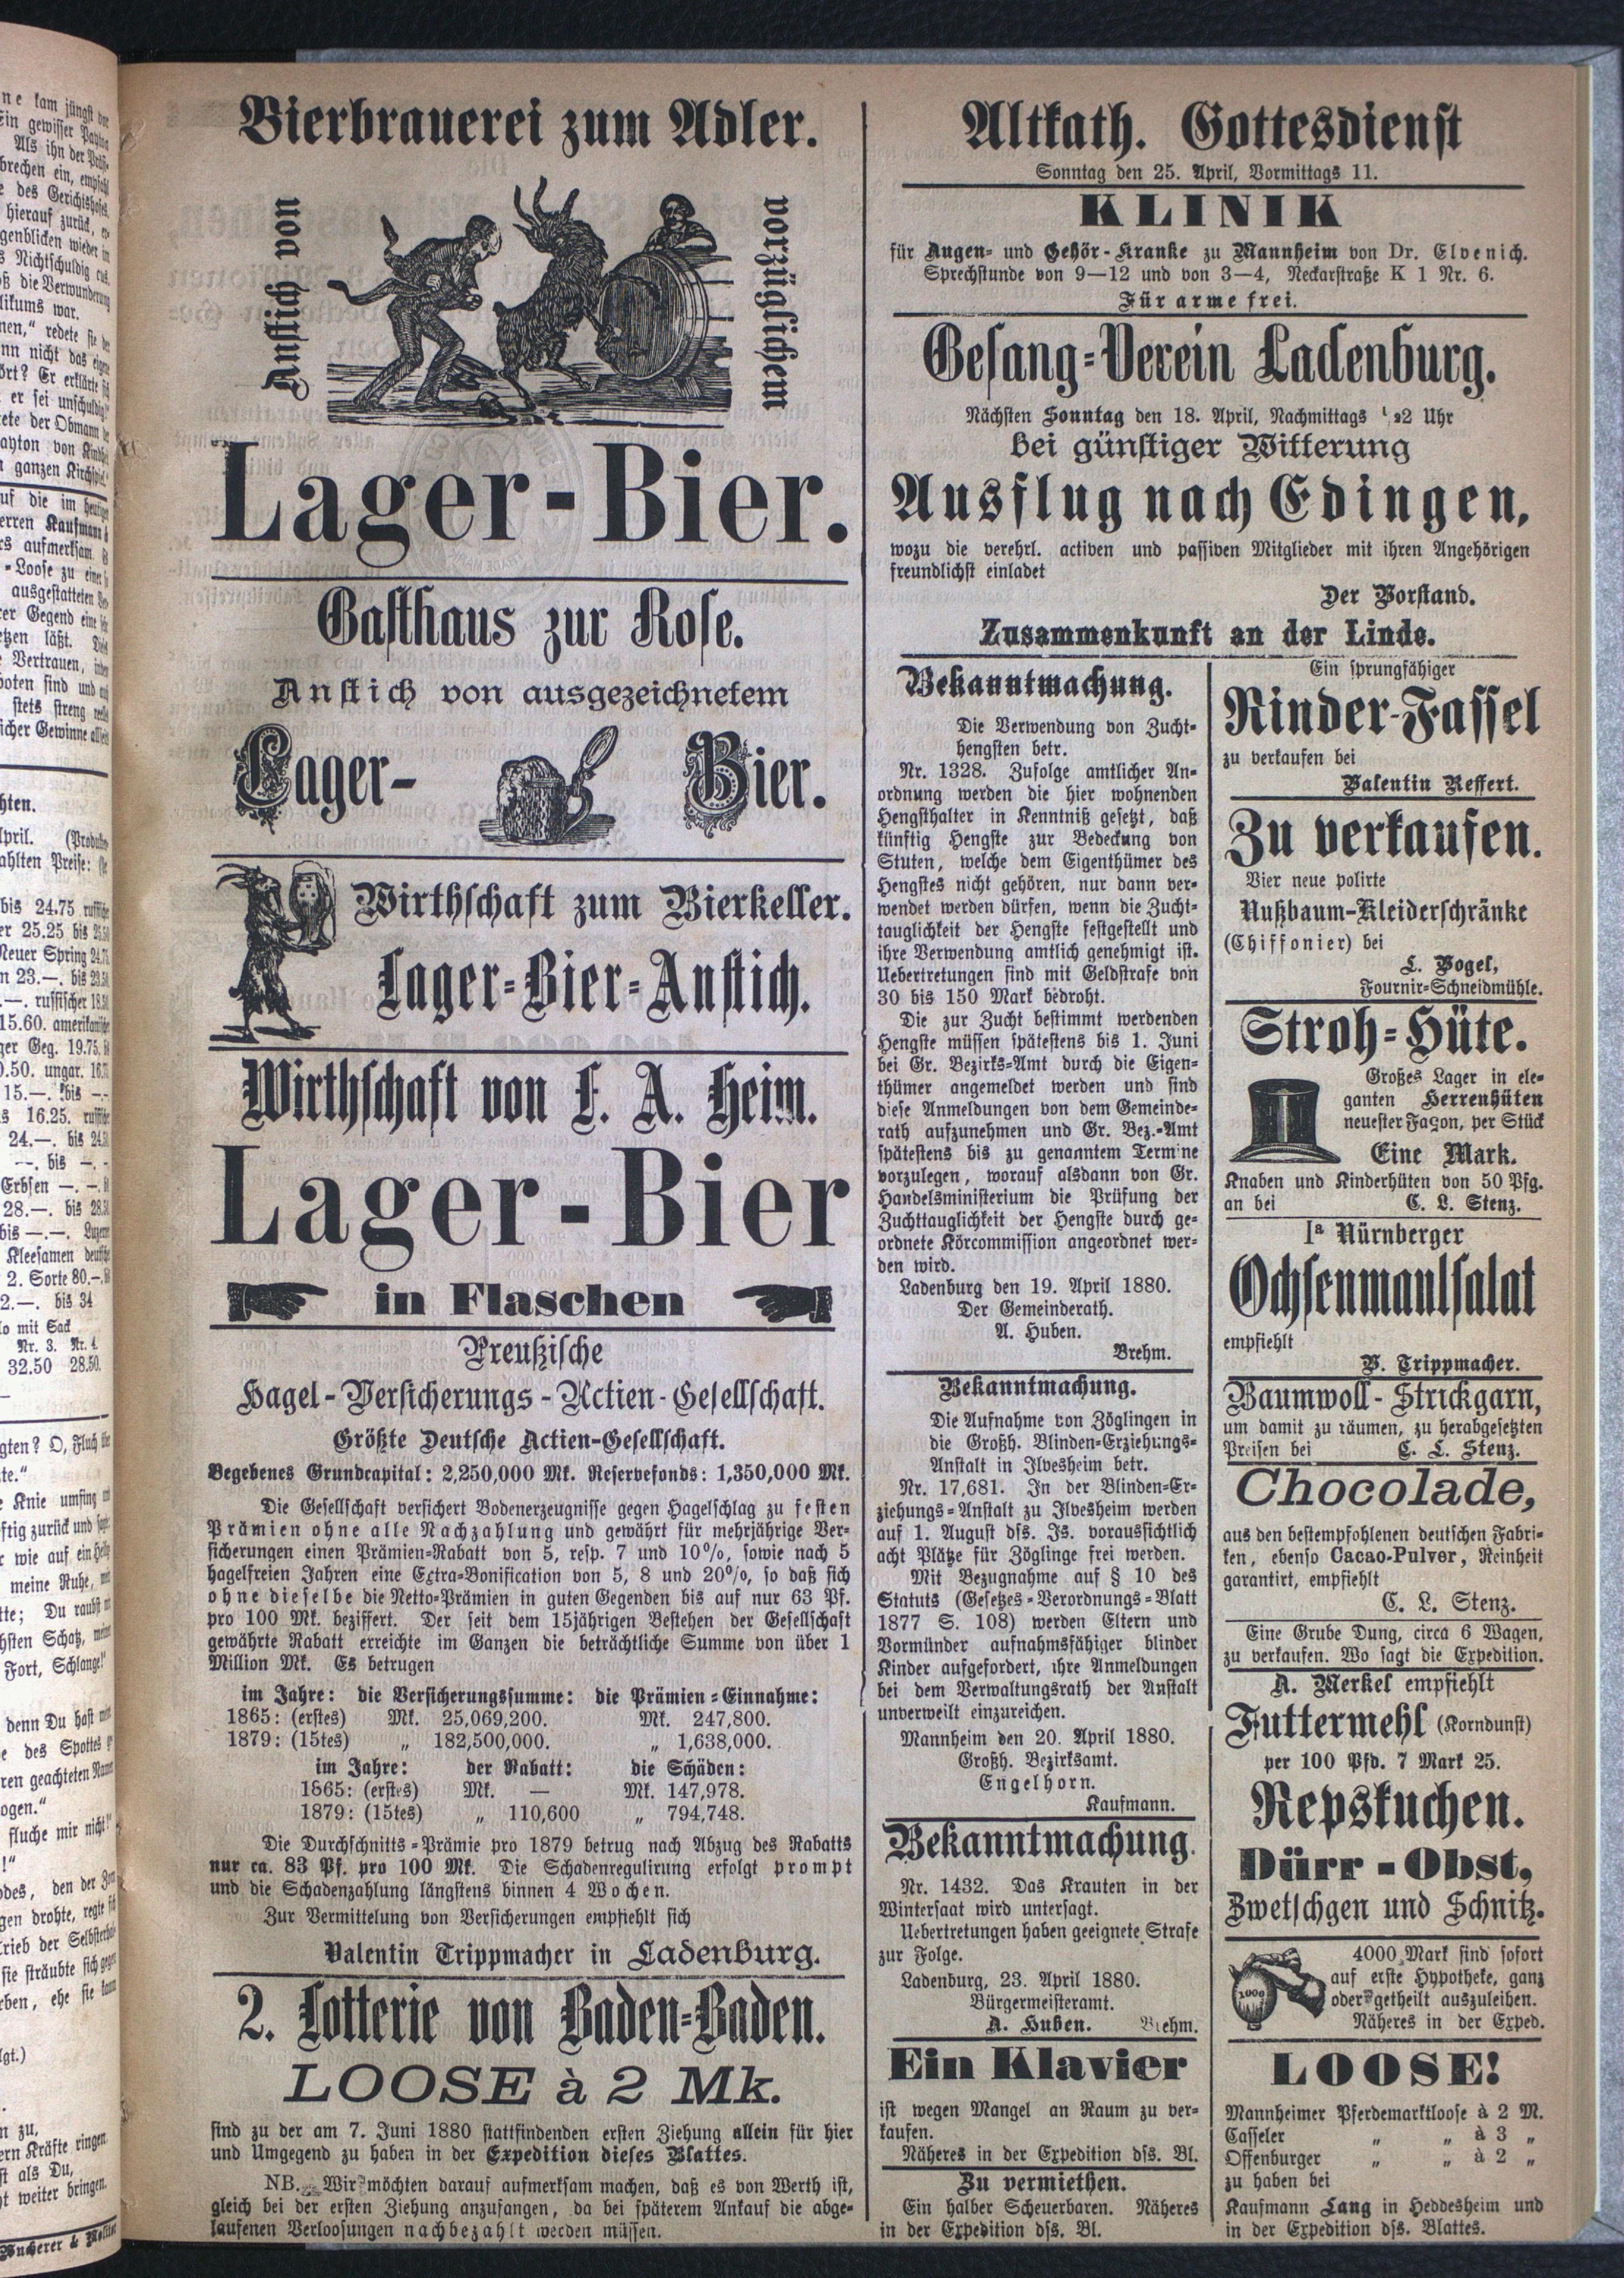 Bierbrauerei zum Adler.
Anstich von
vorzüglichem
Lager-Bier.
Gasthaus zur Rose.
Anstich von ausgezeichnetem
Lager- Bier.
Wirthschaft zum Bierkeller.
Lager-Bier-Anstich.
Wirthschaft von F. A. Heim.
Lager-Bier
in Flaschen
Preußische
Hagel-Versicherungs-Actien-Gesellschaft.
Größte Deutsche Actien-Gesellschaft.
Begebenes Grundcapital: 2,250,000 Mk. Reservefonds: 1,350,000 Mk.
Die Gesellschaft versichert Bodenerzeugnisse gegen Hagelschlag zu festen
Prämien ohne alle Nachzahlung und gewährt für mehrjährige Ver-
sicherungen einen Prämien-Rabatt von 5, resp. 7 und 10%, sowie nach 5
hagelfreien Jahren eine Extra-Bonification von 5, 8 und 20%, so daß sich
ohne dieselbe die Netto-Prämien in guten Gegenden bis auf nur 63 Pf.
pro 100 Mk. beziffert. Der seit dem 15jährigen Bestehen der Gesellschaft
gewährte Rabatt erreichte im Ganzen die beträchtliche Summe von über 1
Million Mk. Es betrugen
im Jahre: die Versicherungssumme: die Prämien-Einnahme:
1865: (erstes) Mk. 25,069,200. Mk. 247,800.
1879: (15tes) „ 182,500,000. „ 1,638,000.
im Jahre: der Rabatt: die Schäden:
1865: (erstes) Mk. — Mk. 147,978.
1879: (15tes) „ 110,600 „ 794,748.
Die Durchschnitts-Prämie pro 1879 betrug nach Abzug des Rabatts
nur ca. 83 Pf. pro 100 Mk. Die Schadenregulirung erfolgt prompt
und die Schadenzahlung längstens binnen 4 Wochen.
Zur Vermittelung von Versicherungen empfiehlt sich
Valentin Trippmacher in Ladenburg.
2. Lotterie von Baden-Baden.
LOOSE à 2 Mk.
sind zu der am 7. Juni 1880 stattfindenden ersten Ziehung allein für hier
und Umgegend zu haben in der Expedition dieses Blattes.
NB. Wir möchten darauf aufmerksam machen, daß es von Werth ist,
gleich bei der ersten Ziehung anzufangen, da bei späterem Ankauf die abge-
laufenen Verloosungen nachbezahlt werden müssen.
Altkath. Gottesdienst
Sonntag den 25. April, Vormittags 11.
KLINIK
für Augen- und Gehör-Kranke zu Mannheim von Dr. Elvenich.
Sprechstunde von 9—12 und von 3—4, Neckarstraße K 1 Nr. 6.
Für arme frei.
Gesang-Verein Ladenburg.
Nächsten Sonntag den 18. April, Nachmittags ½2 Uhr
bei günstiger Witterung
Ausflug nach Edingen,
wozu die verehrl. activen und passiven Mitglieder mit ihren Angehörigen
freundlichst einladet
Der Vorstand.
Zusammenkunft an der Linde.
Bekanntmachung.
Die Verwendung von Zucht-
hengsten betr.
Nr. 1328. Zufolge amtlicher An-
ordnung werden die hier wohnenden
Hengsthalter in Kenntniß gesetzt, daß
künftig Hengste zur Bedeckung von
Stuten, welche dem Eigenthümer des
Hengstes nicht gehören, nur dann ver-
wendet werden dürfen, wenn die Zucht-
tauglichkeit der Hengste festgestellt und
ihre Verwendung amtlich genehmigt ist.
Uebertretungen sind mit Geldstrafe von
30 bis 150 Mark bedroht.
Die zur Zucht bestimmt werdenden
Hengste müssen spätestens bis 1. Juni
bei Gr. Bezirks-Amt durch die Eigen-
thümer angemeldet werden und sind
diese Anmeldungen von dem Gemeinde-
rath aufzunehmen und Gr. Bez.-Amt
spätestens bis zu genanntem Termine
vorzulegen, worauf alsdann von Gr.
Handelsministerium die Prüfung der
Zuchttauglichkeit der Hengste durch ge-
ordnete Körcommission angeordnet wer-
den wird.
Ladenburg den 19. April 1880.
Der Gemeinderath.
A. Huben.
Brehm.
Bekanntmachung.
Die Aufnahme von Zöglingen in
die Großh. Blinden-Erziehungs-
Anstalt in Ilvesheim betr.
Nr. 17,681. In der Blinden-Er-
ziehungs-Anstalt zu Ilvesheim werden
auf 1. August dss. Js. voraussichtlich
acht Plätze für Zöglinge frei werden.
Mit Bezugnahme auf § 10 des
Statuts (Gesetzes-Verordnungs-Blatt
1877 S. 108) werden Eltern und
Vormünder aufnahmsfähiger blinder
Kinder aufgefordert, ihre Anmeldungen
bei dem Verwaltungsrath der Anstalt
unverweilt einzureichen.
Mannheim den 20. April 1880.
Großh. Bezirksamt.
Engelhorn.
Kaufmann.
Bekanntmachung.
Nr. 1432. Das Krauten in der
Wintersaat wird untersagt.
Uebertretungen haben geeignete Strafe
zur Folge.
Ladenburg, 23. April 1880.
Bürgermeisteramt.
A. Huben. Brehm.
Ein Klavier
ist wegen Mangel an Raum zu ver-
kaufen.
Näheres in der Expedition dss. Bl.
Zu vermiethen.
Ein halber Scheuerbaren. Näheres
in der Expedition dss. Bl.
Ein sprungfähiger
Rinder-Fassel
zu verkaufen bei
Valentin Reffert.
Zu verkaufen.
Vier neue polirte
Nußbaum-Kleiderschränke
(Chiffonier) bei
L. Vogel,
Fournir-Schneidmühle.
Stroh-Hüte.
Großes Lager in ele-
ganten Herrenhüten
neuester Façon, per Stück
Eine Mark.
Knaben und Kinderhüten von 50 Pfg.
an bei C. L. Stenz.
Iª Nürnberger
Ochsenmaulsalat
empfiehlt
V. Trippmacher.
Baumwoll-Strickgarn,
um damit zu räumen, zu herabgesetzten
Preisen bei C. L. Stenz.
Chocolade,
aus den bestempfohlenen deutschen Fabri-
ken, ebenso Cacao-Pulver, Reinheit
garantirt, empfiehlt
C. L. Stenz.
Eine Grube Dung, circa 6 Wagen,
zu verkaufen. Wo sagt die Expedition.
A. Merkel empfiehlt
Futtermehl (Korndunst)
per 100 Pfd. 7 Mark 25.
Repskuchen.
Dürr-Obst,
Zwetschgen und Schnitz.
1000
4000 Mark sind sofort
auf erste Hypotheke, ganz
oder getheilt auszuleihen.
Näheres in der Exped.
LOOSE!
Mannheimer Pferdemarktloose à 2 M.
Casseler „ „ à 3 „
Offenburger „ „ à 2 „
zu haben bei
Kaufmann Lang in Heddesheim und
in der Expedition dss. Blattes.